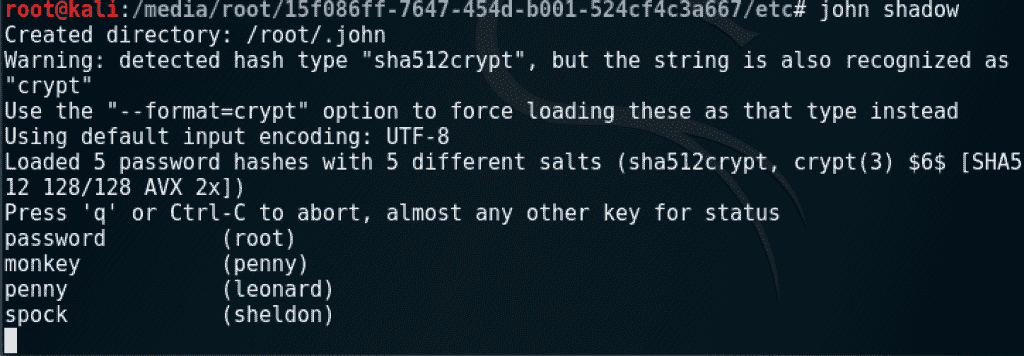 root@kali:/media/root/15f086ff-7647-454d-b001-524cf4c3a667/etc# john shadow
Created directory: /root/.john
Warning: detected hash type "sha512crypt", but the string is also recognized as
"crypt"
Use the "--format=crypt" option to force loading these as that type instead
Using default input encoding: UTF-8
Loaded 5 password hashes with 5 different salts (sha512crypt, crypt(3) $6$ [SHA5
12 128/128 AVX 2x])
Press 'q' or Ctrl-C to abort, almost any other key for status
password         (root)
monkey           (penny)
penny            (leonard)
spock            (sheldon)